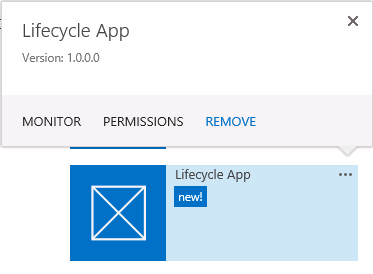 Lifecycle App
Version: 1.0.0.0
MONITOR PERMISSIONS REMOVE
Lifecycle App
new!